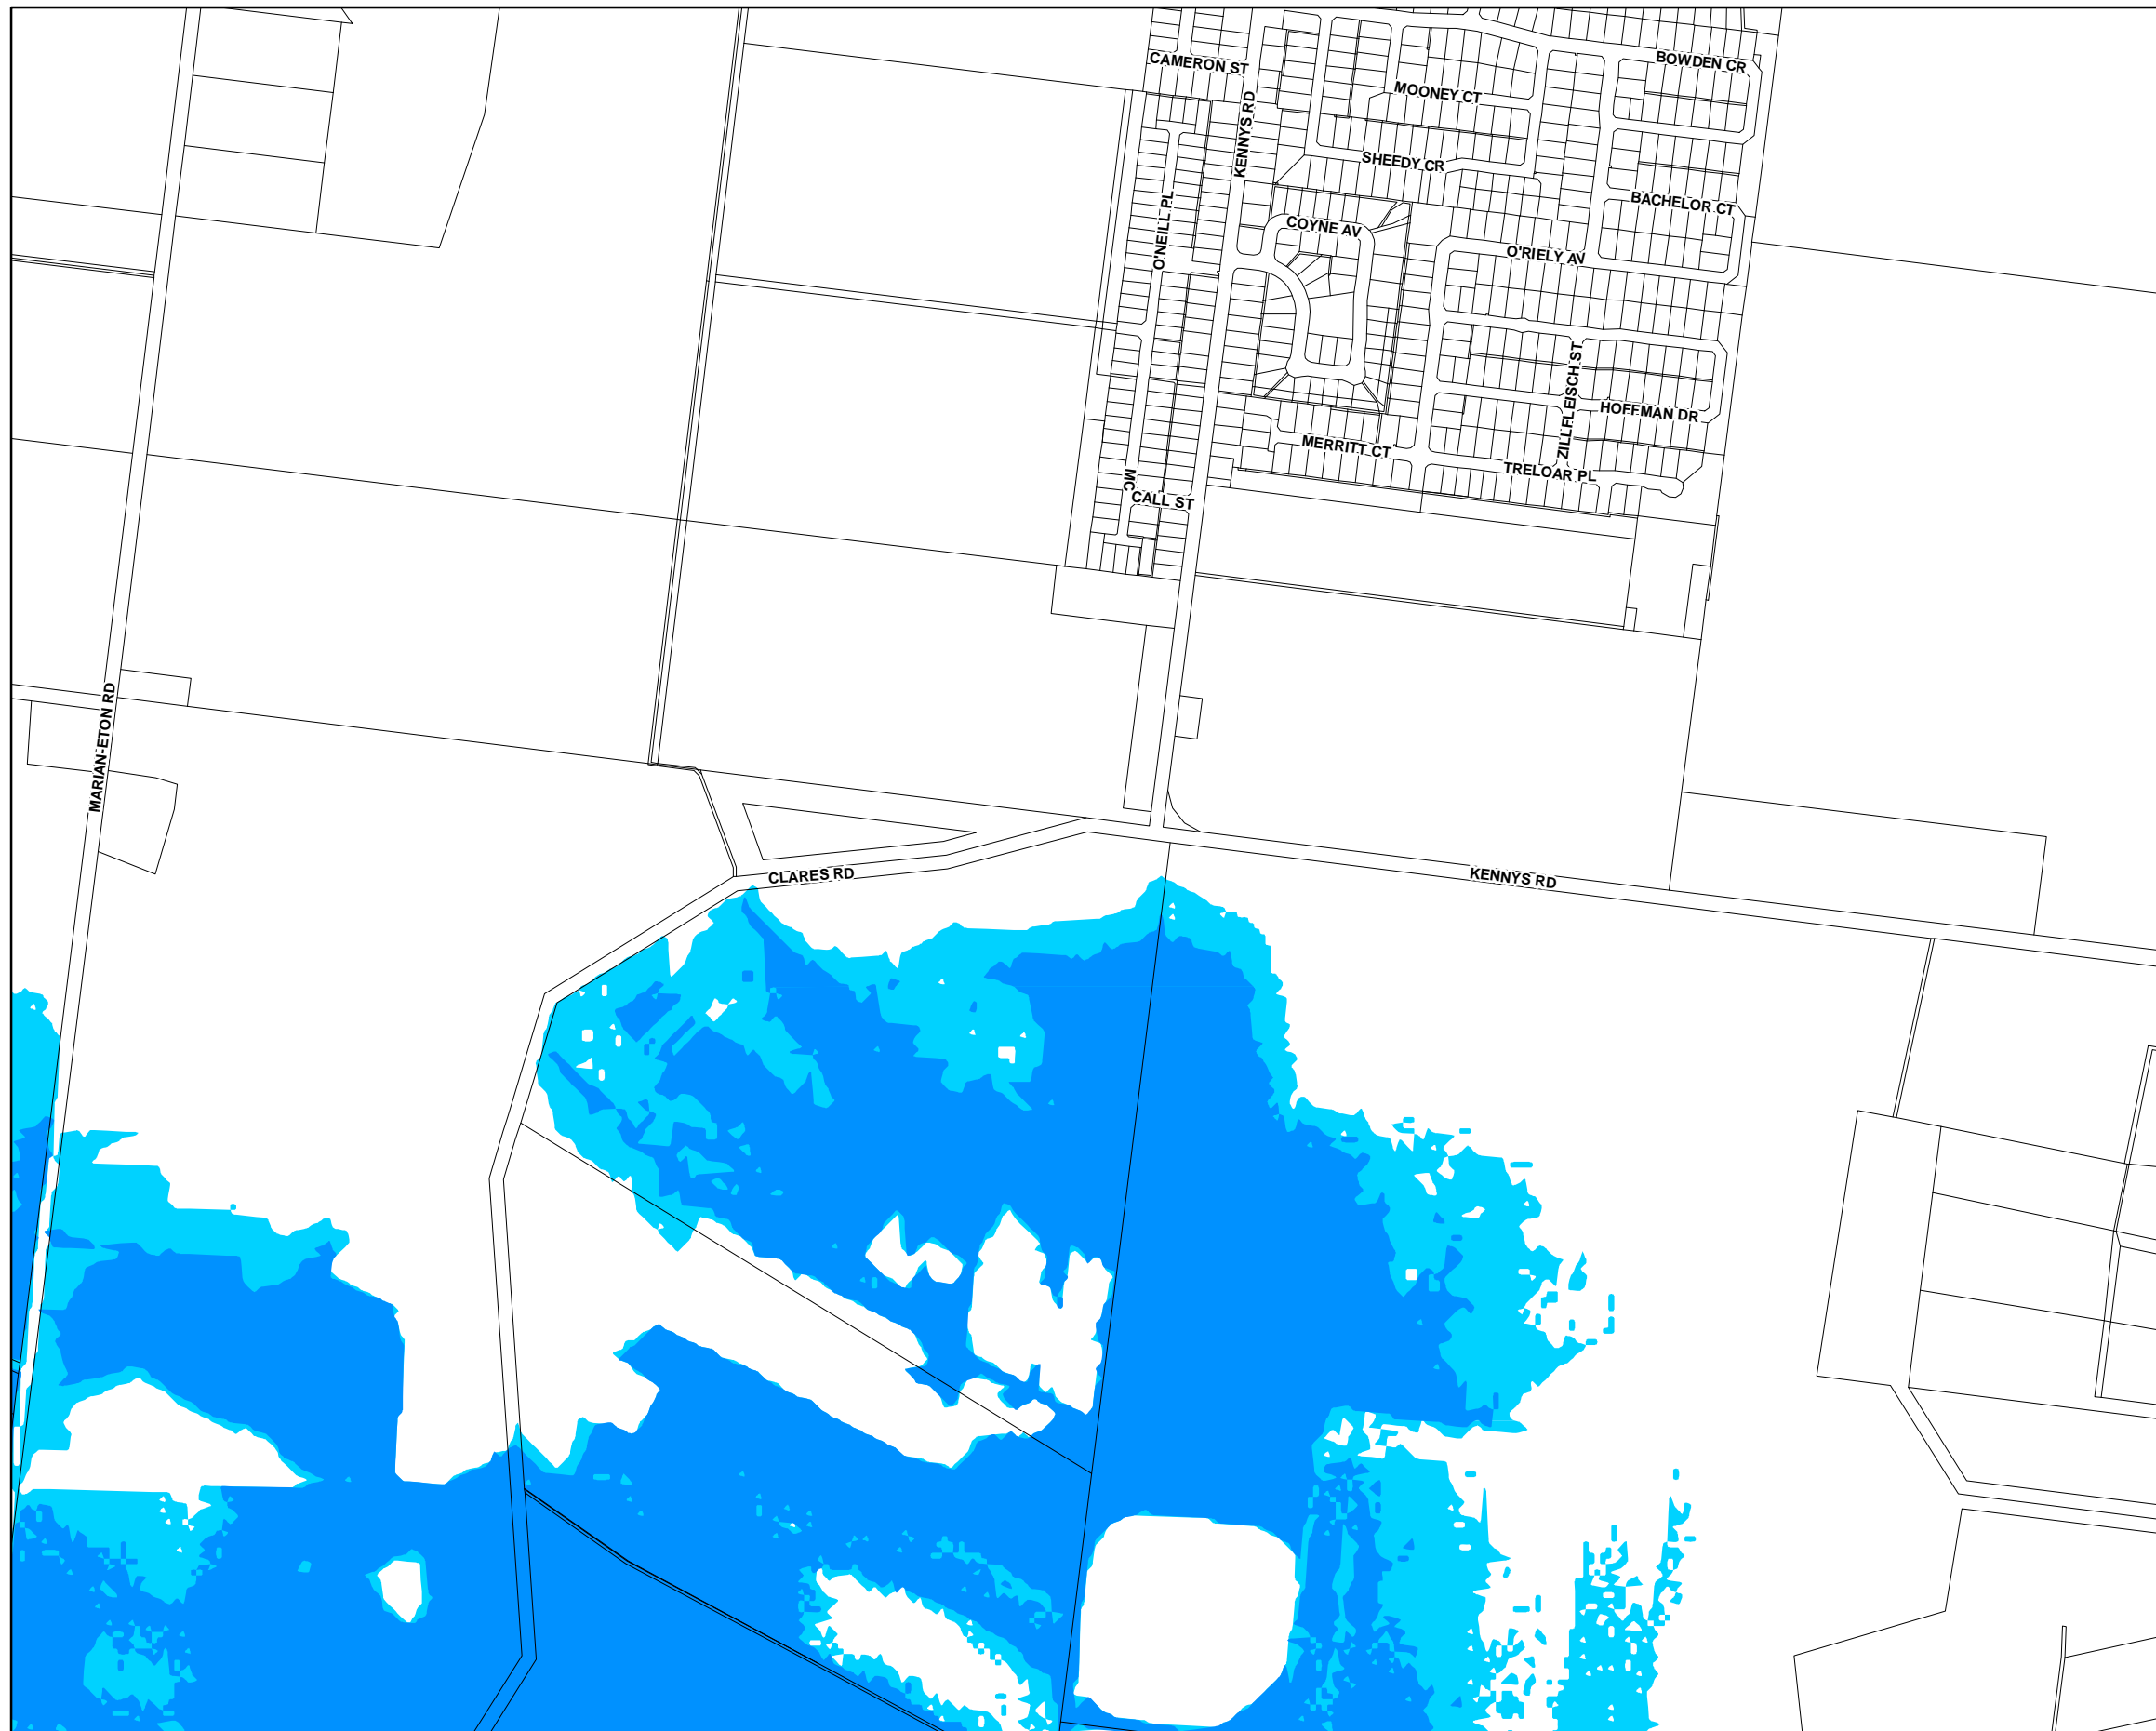 CAMERON ST
BOWDEN CR
MOONEY CT
KENNYS RD
SHEEDY CR
BACHELOR CT
O'NEILL PL
COYNE AV
O'RIELY AV
ZILLFLEISCH ST
HOFFMAN DR
MERRITT CT
TRELOAR PL
MC
CALL ST
MARIAN-ETON RD
CLARES RD
KENNYS RD